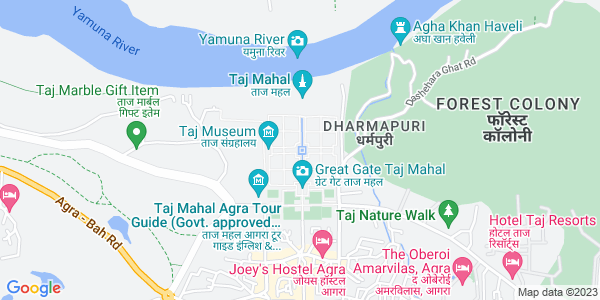 Yamuna River
Yamuna River
यमुना रिवर
Agha Khan Haveli
अघा खान हवेली
Taj Mahal
ताज महल
Dashehara Ghat Rd
Taj Marble Gift Item
ताज मार्बल
गिफ्ट इतेम
Taj Museum
ताज संग्रहालय
DHARMAPURI
धर्मपुरी
FOREST COLONY
फॉरेस्ट
कॉलोनी
Great Gate Taj Mahal
ग्रेट गेट ताज महल
Taj Mahal Agra Tour
Guide (Govt. approved...
ताज महल आगरा टूर
गाइड इंग्लिश &...
Taj Nature Walk
Hotel Taj Resorts
होटल ताज
रिसॉर्ट्स
Agra - Bah Rd
Joey's Hostel Agra
जोयस हॉस्टल
आगरा
The Oberoi
Amarvilas, Agra
द ओबेरॉई
अमरविलास, आगरा
Google
Map data ©2023